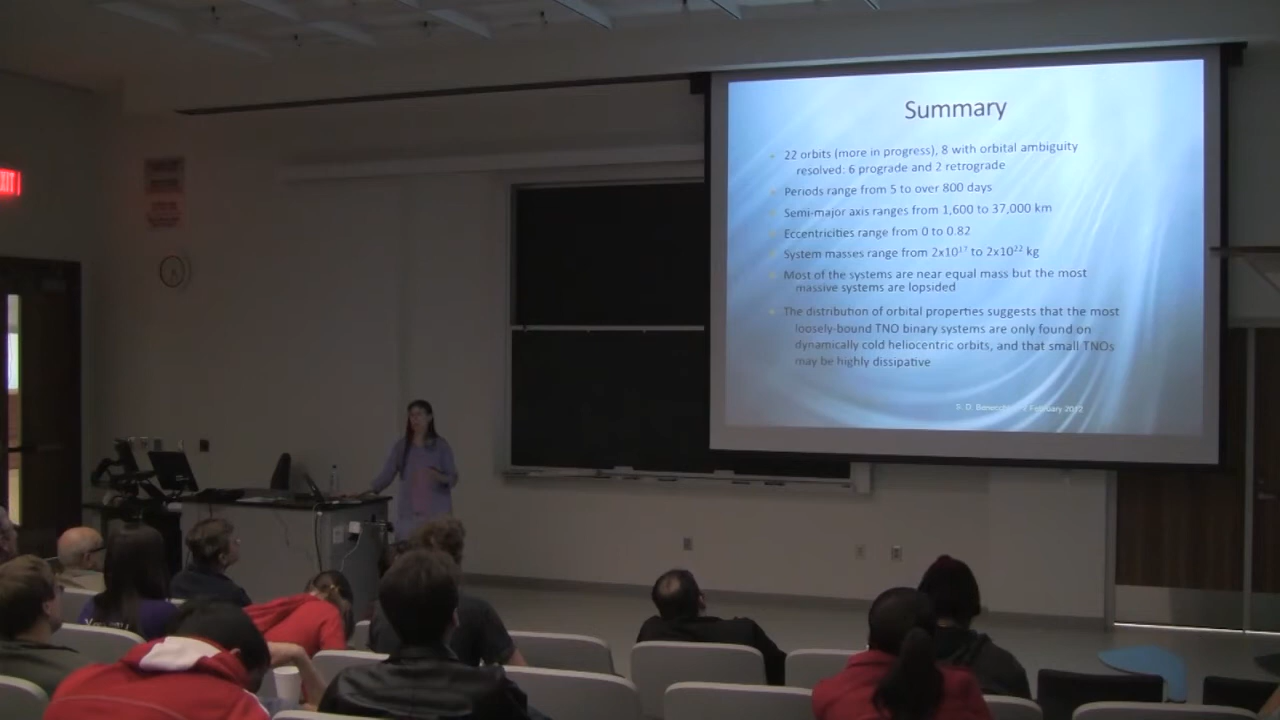 EXIT
Summary
22 orbits (more in progress), 8 with orbital ambiguity
resolved: 6 prograde and 2 retrograde
Periods range from 5 to over 800 days
Semi-major axis ranges from 1,600 to 37,000 km
Eccentricities range from 0 to 0.82
System masses range from 2x10¹⁷ to 2x10²² kg
Most of the systems are near equal mass but the most
massive systems are lopsided
The distribution of orbital properties suggests that the most
loosely-bound TNO binary systems are only found on
dynamically cold heliocentric orbits, and that small TNOs
may be highly dissipative
S. D. February 2012